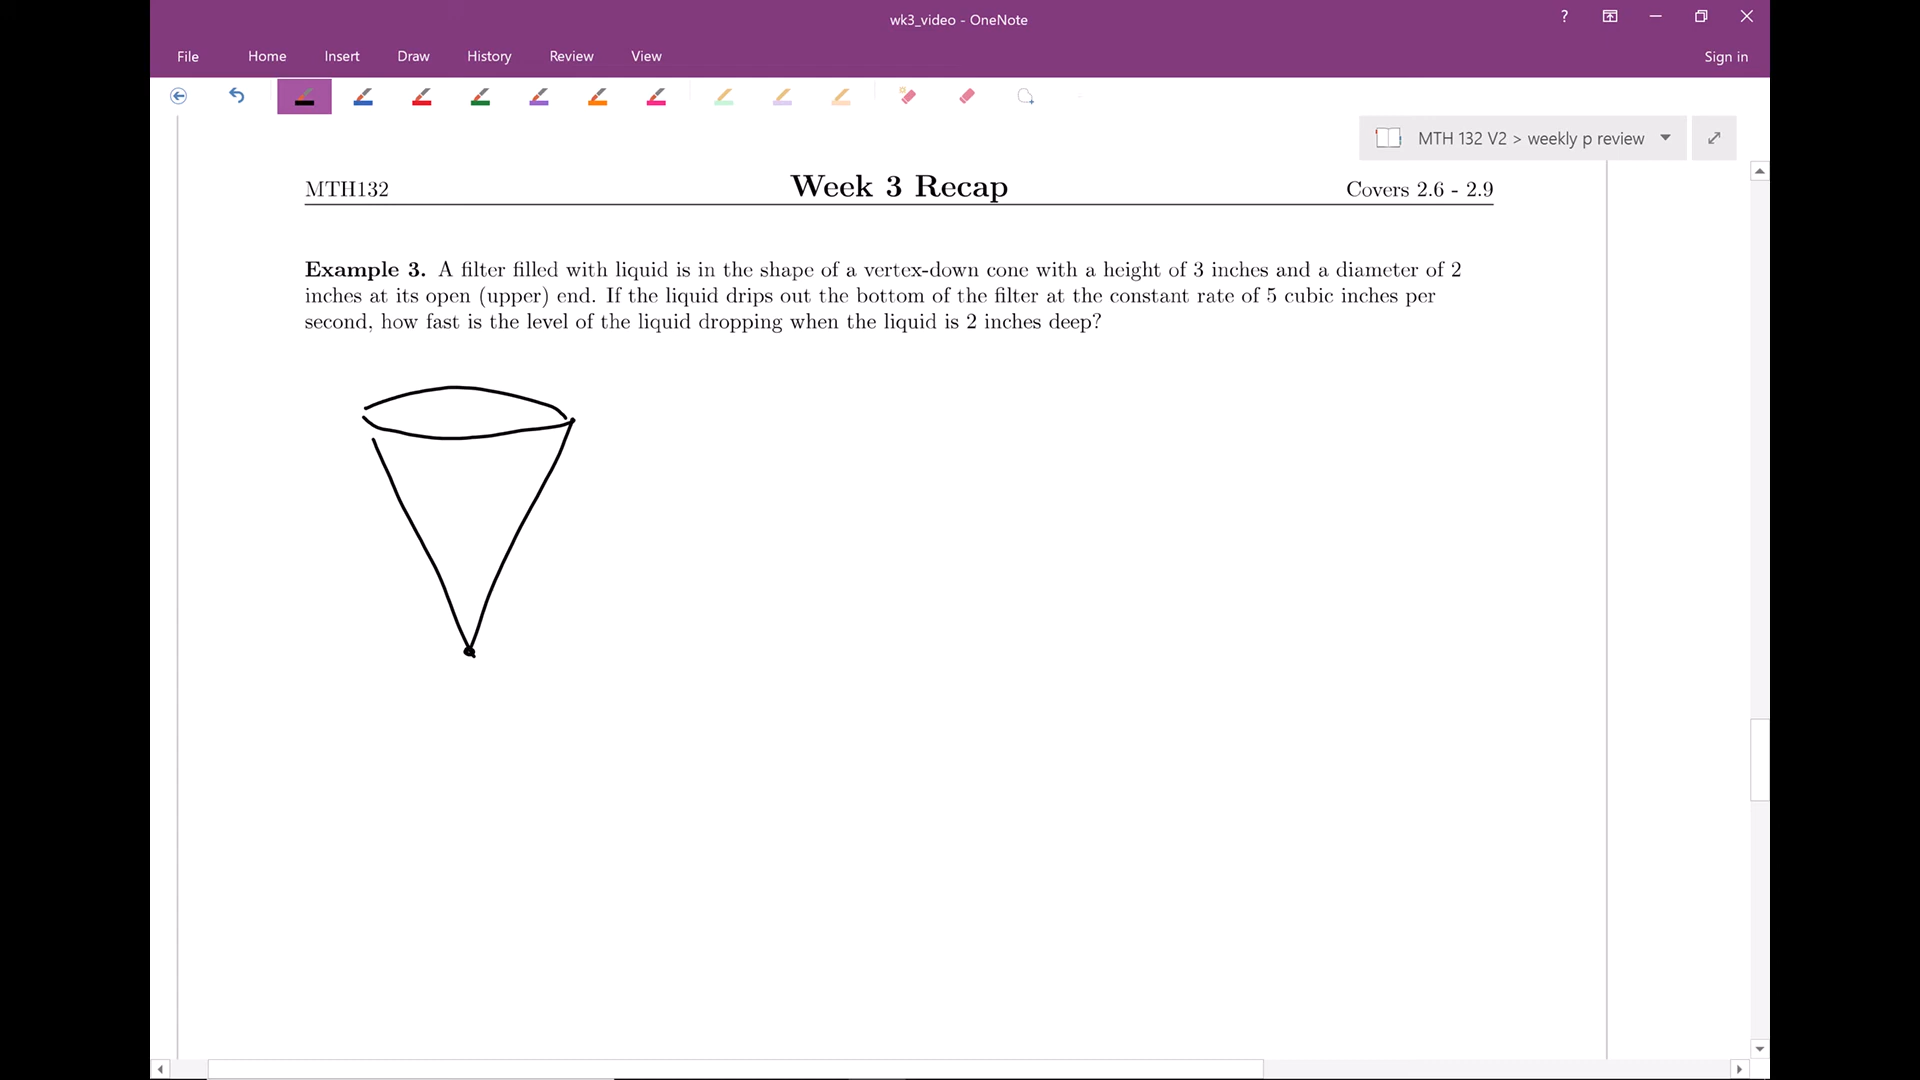 wk3_video - OneNote
?
File Home Insert Draw History Review View Sign in
MTH 132 V2 > weekly p review
MTH132 Week 3 Recap Covers 2.6 - 2.9
Example 3. A filter filled with liquid is in the shape of a vertex-down cone with a height of 3 inches and a diameter of 2
inches at its open (upper) end. If the liquid drips out the bottom of the filter at the constant rate of 5 cubic inches per
second, how fast is the level of the liquid dropping when the liquid is 2 inches deep?